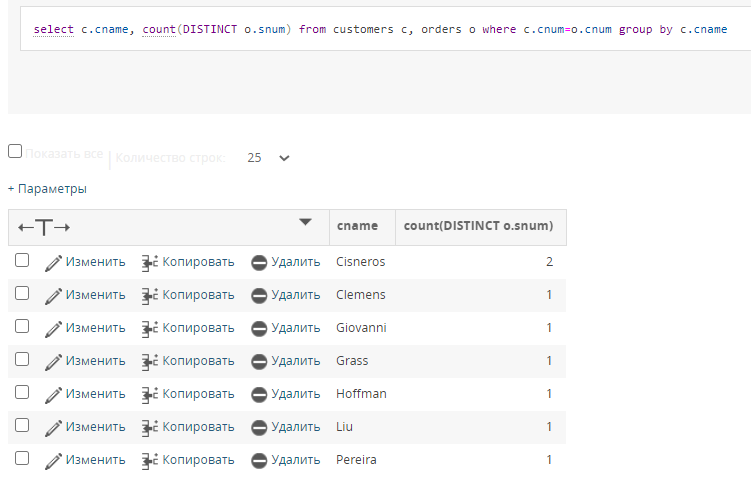 select c.cname, count(DISTINCT o.snum) from customers c, orders o where c.cnum=o.cnum group by c.cname
Показать все | Количество строк: 25
+ Параметры
←T→ cname count(DISTINCT o.snum)
Изменить Копировать Удалить Cisneros 2
Изменить Копировать Удалить Clemens 1
Изменить Копировать Удалить Giovanni 1
Изменить Копировать Удалить Grass 1
Изменить Копировать Удалить Hoffman 1
Изменить Копировать Удалить Liu 1
Изменить Копировать Удалить Pereira 1